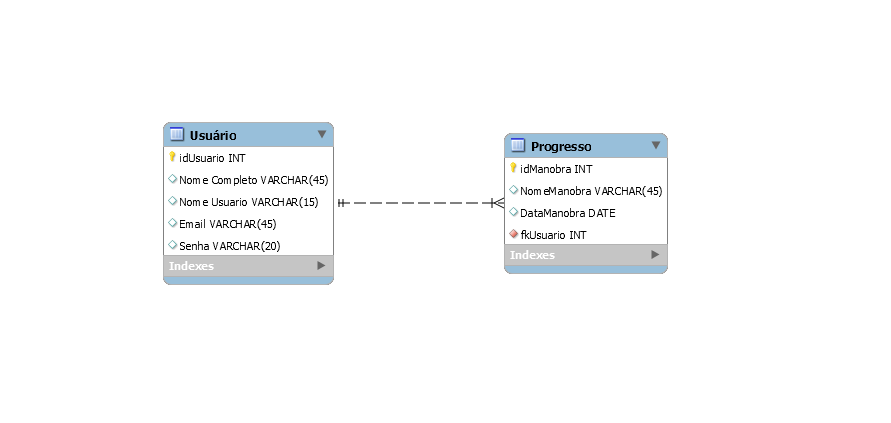 Usuário
idUsuario INT
Nome Completo VARCHAR(45)
Nome Usuario VARCHAR(15)
Email VARCHAR(45)
Senha VARCHAR(20)
Indexes
Progresso
idManobra INT
NomeManobra VARCHAR(45)
DataManobra DATE
fkUsuario INT
Indexes